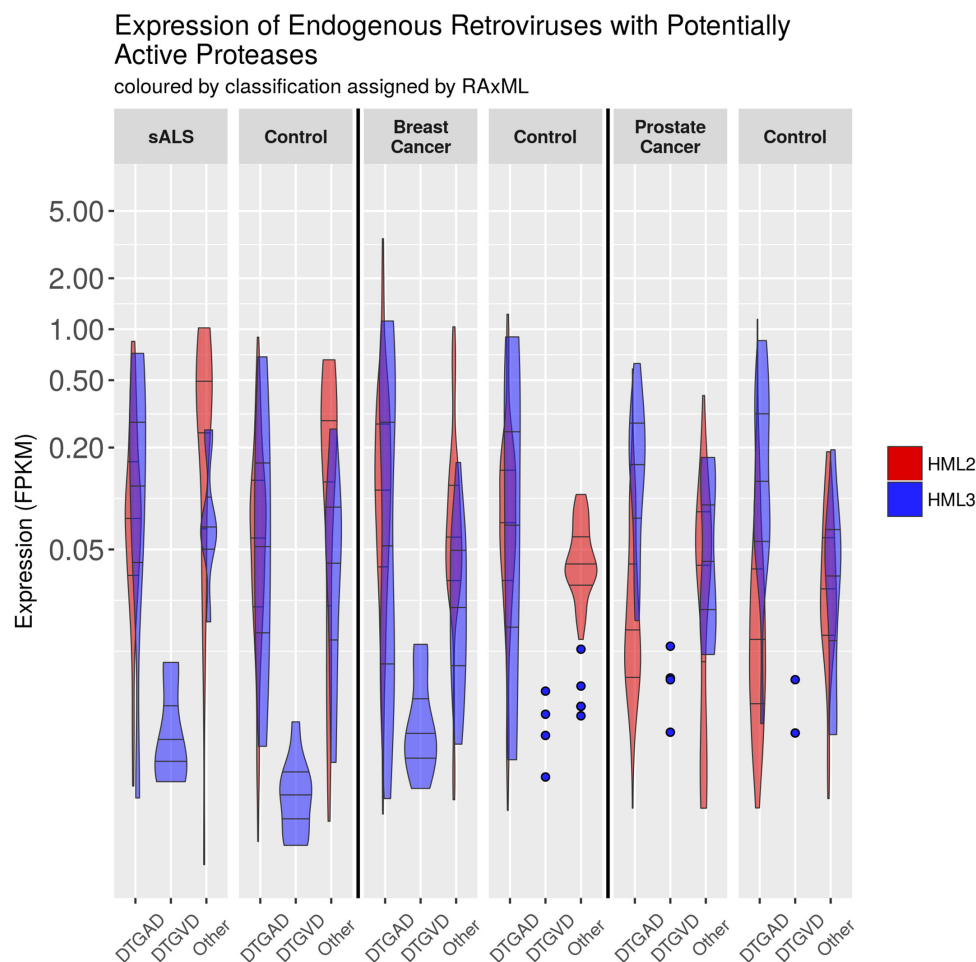 Expression of Endogenous Retroviruses with Potentially
Active Proteases
coloured by classification assigned by RAxML
sALS
Control
Breast
Cancer
Control
Prostate
Cancer
Control
5.00
2.00
1.00
0.50
0.20
0.05
Expression (FPKM)
HML2
HML3
DTGAD
DTGVD
Other
DTGAD
DTGVD
Other
DTGAD
DTGVD
Other
DTGAD
DTGVD
Other
DTGAD
DTGVD
Other
DTGAD
DTGVD
Other